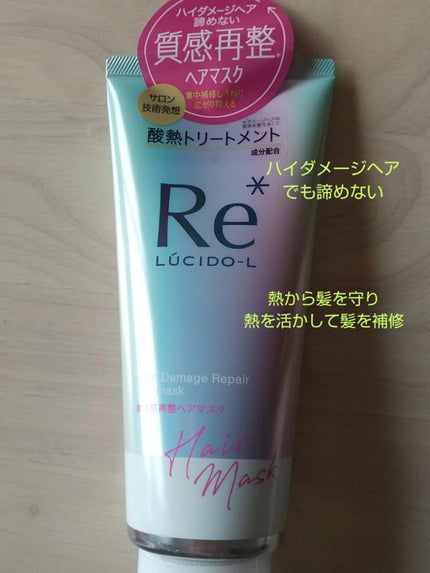 ハイダメージヘア
諦めない
質感再整
ヘアマスク
集中補修しうねり
広がり抑える
サロン
技術発想
酸熱トリートメント
成分配合
ハイダメージヘア
でも諦めない
Re*
LÚCIDO-L
熱から髪を守り
熱を活かして髪を補修
Damage Repair
mask
感再整ヘアマスク
Hair
Mask